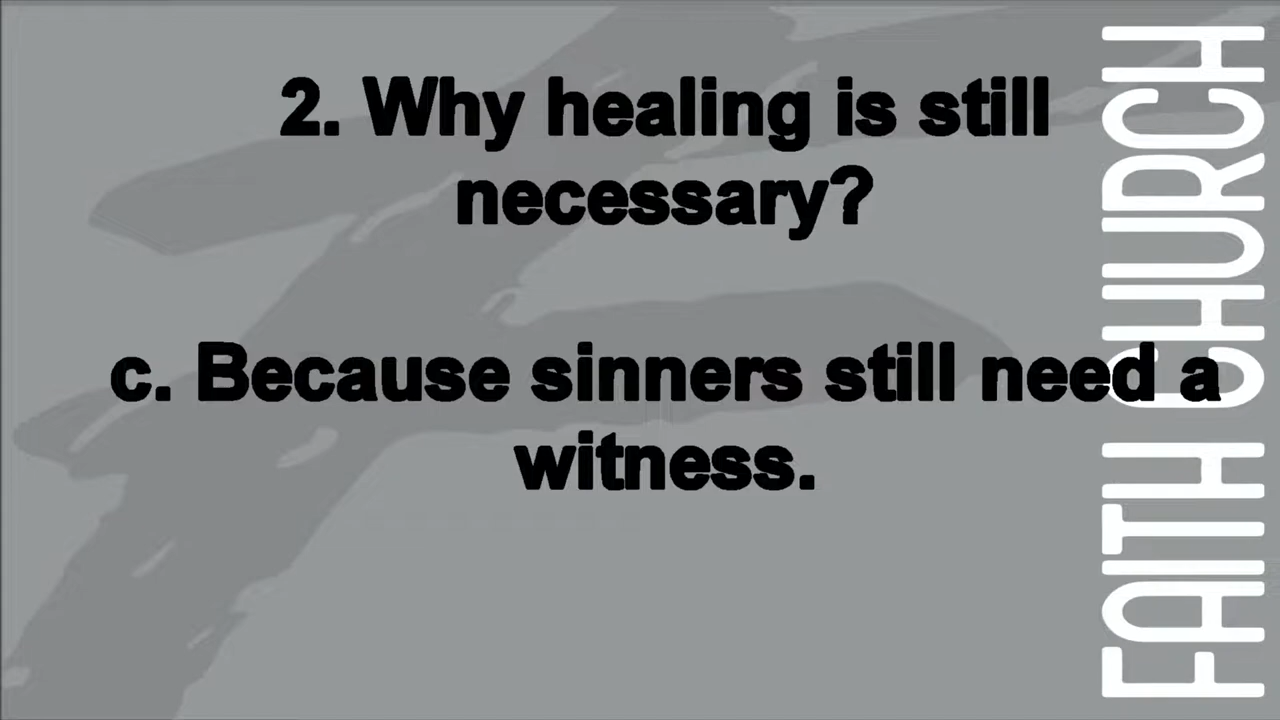 2. Why healing is still
necessary?
c. Because sinners still need a
witness.
FAITH CHURCH